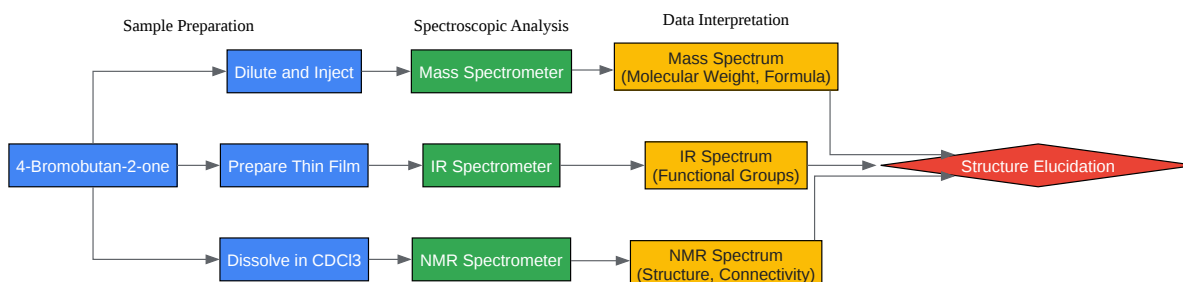 Sample Preparation
Spectroscopic Analysis
Data Interpretation
Dilute and Inject
Mass Spectrometer
Mass Spectrum
(Molecular Weight, Formula)
4-Bromobutan-2-one
Prepare Thin Film
IR Spectrometer
IR Spectrum
(Functional Groups)
Structure Elucidation
Dissolve in CDCl3
NMR Spectrometer
NMR Spectrum
(Structure, Connectivity)